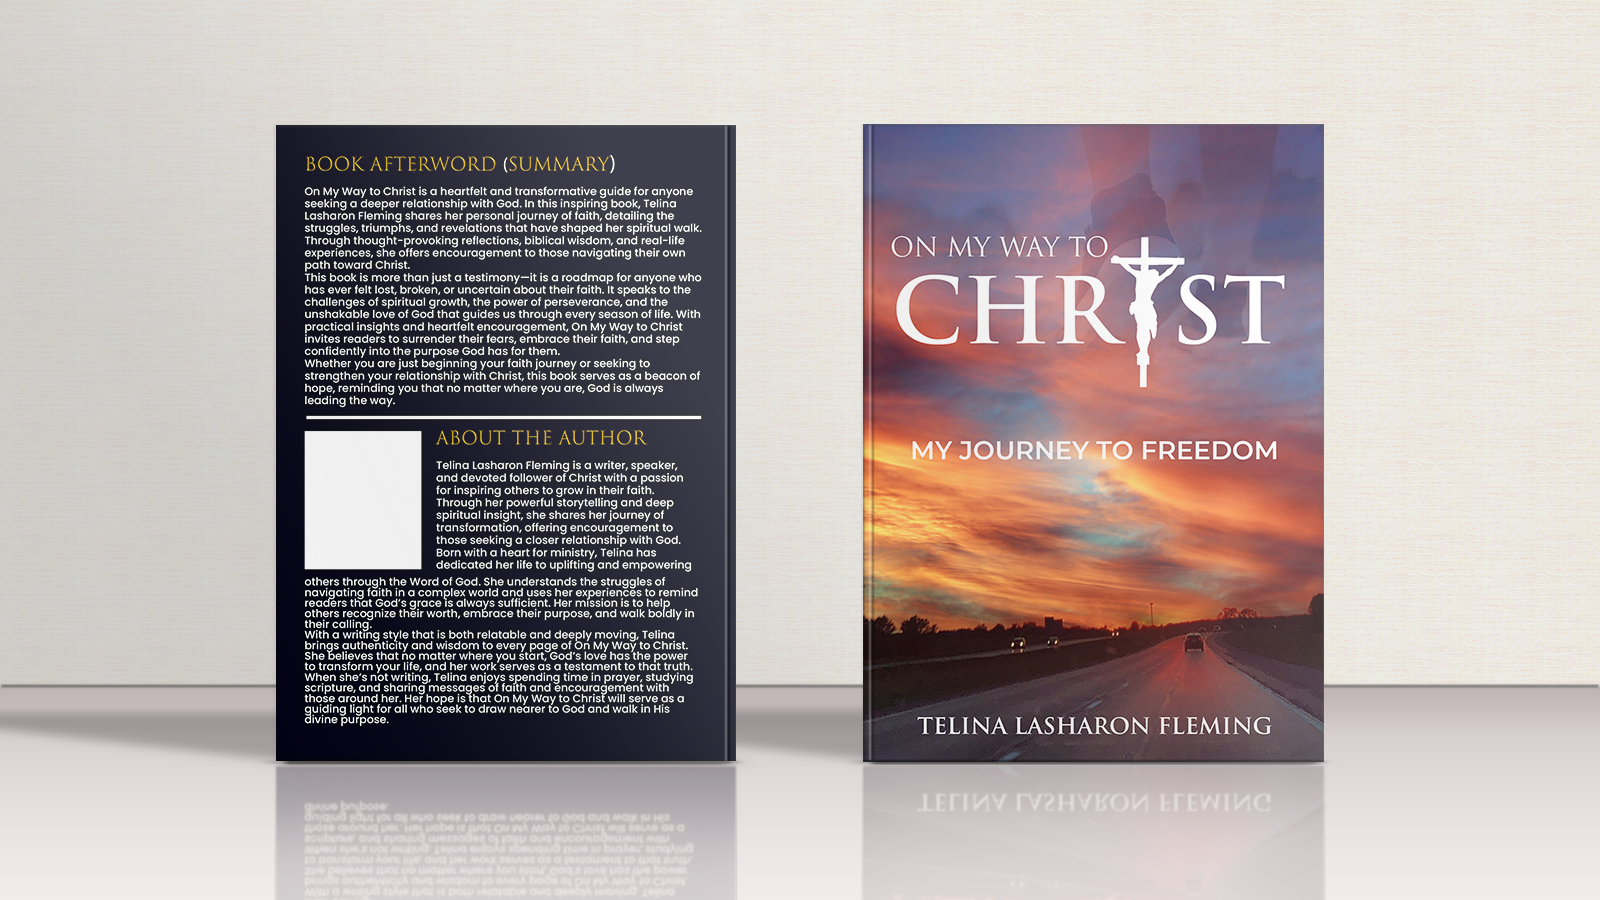 BOOK AFTERWORD (SUMMARY)
On My Way to Christ is a heartfelt and transformative guide for anyone
seeking a deeper relationship with God. In this inspiring book, Telina
Lasharon Fleming shares her personal journey of faith, detailing the
struggles, triumphs, and revelations that have shaped her spiritual walk.
Through thought-provoking reflections, biblical wisdom, and real-life
experiences, she offers encouragement to those navigating their own
path toward Christ.
This book is more than just a testimony—it is a roadmap for anyone who
has ever felt lost, broken, or uncertain about their faith. It speaks to the
challenges of spiritual growth, the power of perseverance, and the
unshakable love of God that guides us through every season of life. With
practical insights and heartfelt encouragement, On My Way to Christ
invites readers to surrender their fears, embrace their faith, and step
confidently into the purpose God has for them.
Whether you are just beginning your faith journey or seeking to
strengthen your relationship with Christ, this book serves as a beacon of
hope, reminding you that no matter where you are, God is always
leading the way.
ABOUT THE AUTHOR
Telina Lasharon Fleming is a writer, speaker,
and devoted follower of Christ with a passion
for inspiring others to grow in their faith.
Through her powerful storytelling and deep
spiritual insight, she shares her journey of
transformation, offering encouragement to
those seeking a closer relationship with God.
Born with a heart for ministry, Telina has
dedicated her life to uplifting and empowering
others through the Word of God. She understands the struggles of
navigating faith in a complex world and uses her experiences to remind
readers that God's grace is always sufficient. Her mission is to help
others recognize their worth, embrace their purpose, and walk boldly in
their calling.
With a writing style that is both relatable and deeply moving, Telina
brings authenticity and wisdom to every page of On My Way to Christ.
She believes that no matter where you start, God's love has the power
to transform your life, and her work serves as a testament to that truth.
When she's not writing, Telina enjoys spending time in prayer, studying
scripture, and sharing messages of faith and encouragement with
those around her. Her hope is that On My Way to Christ will serve as a
guiding light for all who seek to draw nearer to God and walk in His
divine purpose.
ON MY WAY TO
CHRIST
MY JOURNEY TO FREEDOM
TELINA LASHARON FLEMING